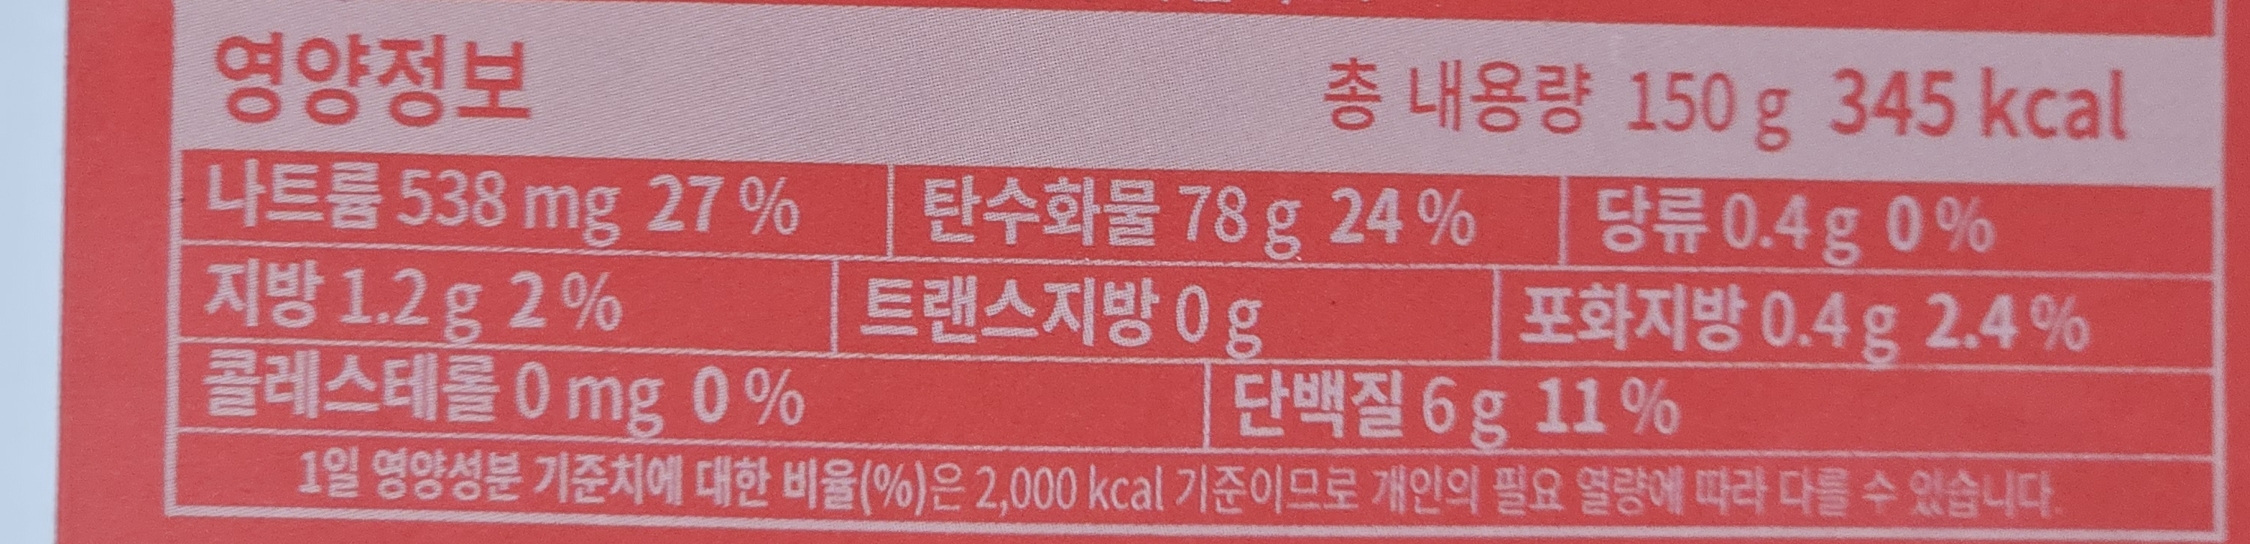 영양정보 총 내용량 150 g 345 kcal
나트륨 538 mg 27 % 탄수화물 78 g 24 % 당류 0.4 g 0 %
지방 1.2 g 2 % 트랜스지방 0 g 포화지방 0.4 g 2.4 %
콜레스테롤 0 mg 0 % 단백질 6 g 11 %
1일 영양성분 기준치에 대한 비율(%)은 2,000 kcal 기준이므로 개인의 필요 열량에 따라 다를 수 있습니다.